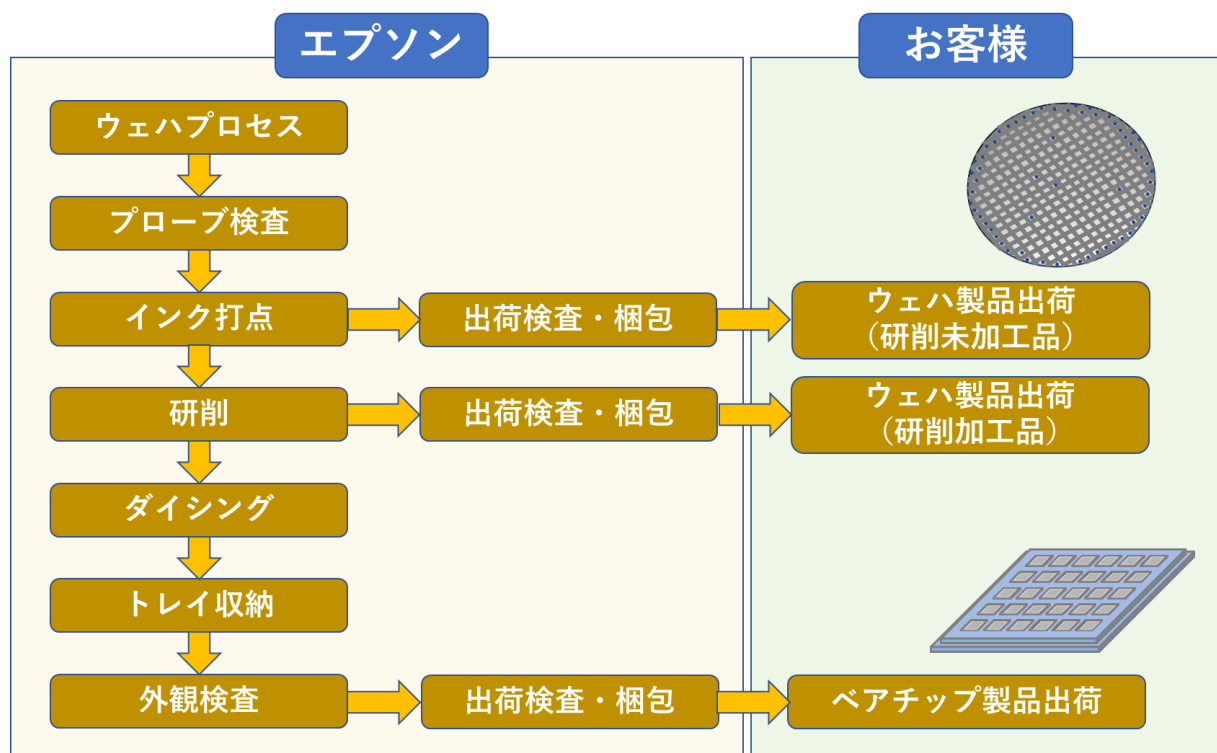 エプソン
お客様
ウェハプロセス
プローブ検査
インク打点
出荷検査・梱包
ウェハ製品出荷
（研削未加工品）
研削
出荷検査・梱包
ウェハ製品出荷
（研削加工品）
ダイシング
トレイ収納
外観検査
出荷検査・梱包
ベアチップ製品出荷